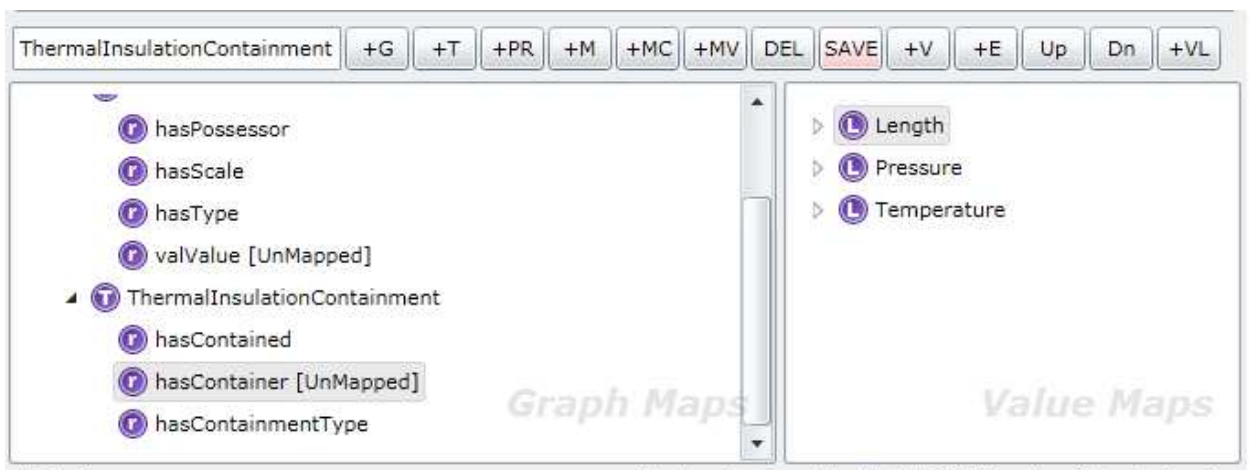 ThermalInsulationContainment +G +T +PR +M +MC +MV DEL SAVE +V +E Up Dn +VL
r hasPossessor
r hasScale
r hasType
r valValue [UnMapped]
T ThermalInsulationContainment
r hasContained
r hasContainer [UnMapped]
r hasContainmentType
Graph Maps
L Length
L Pressure
L Temperature
Value Maps